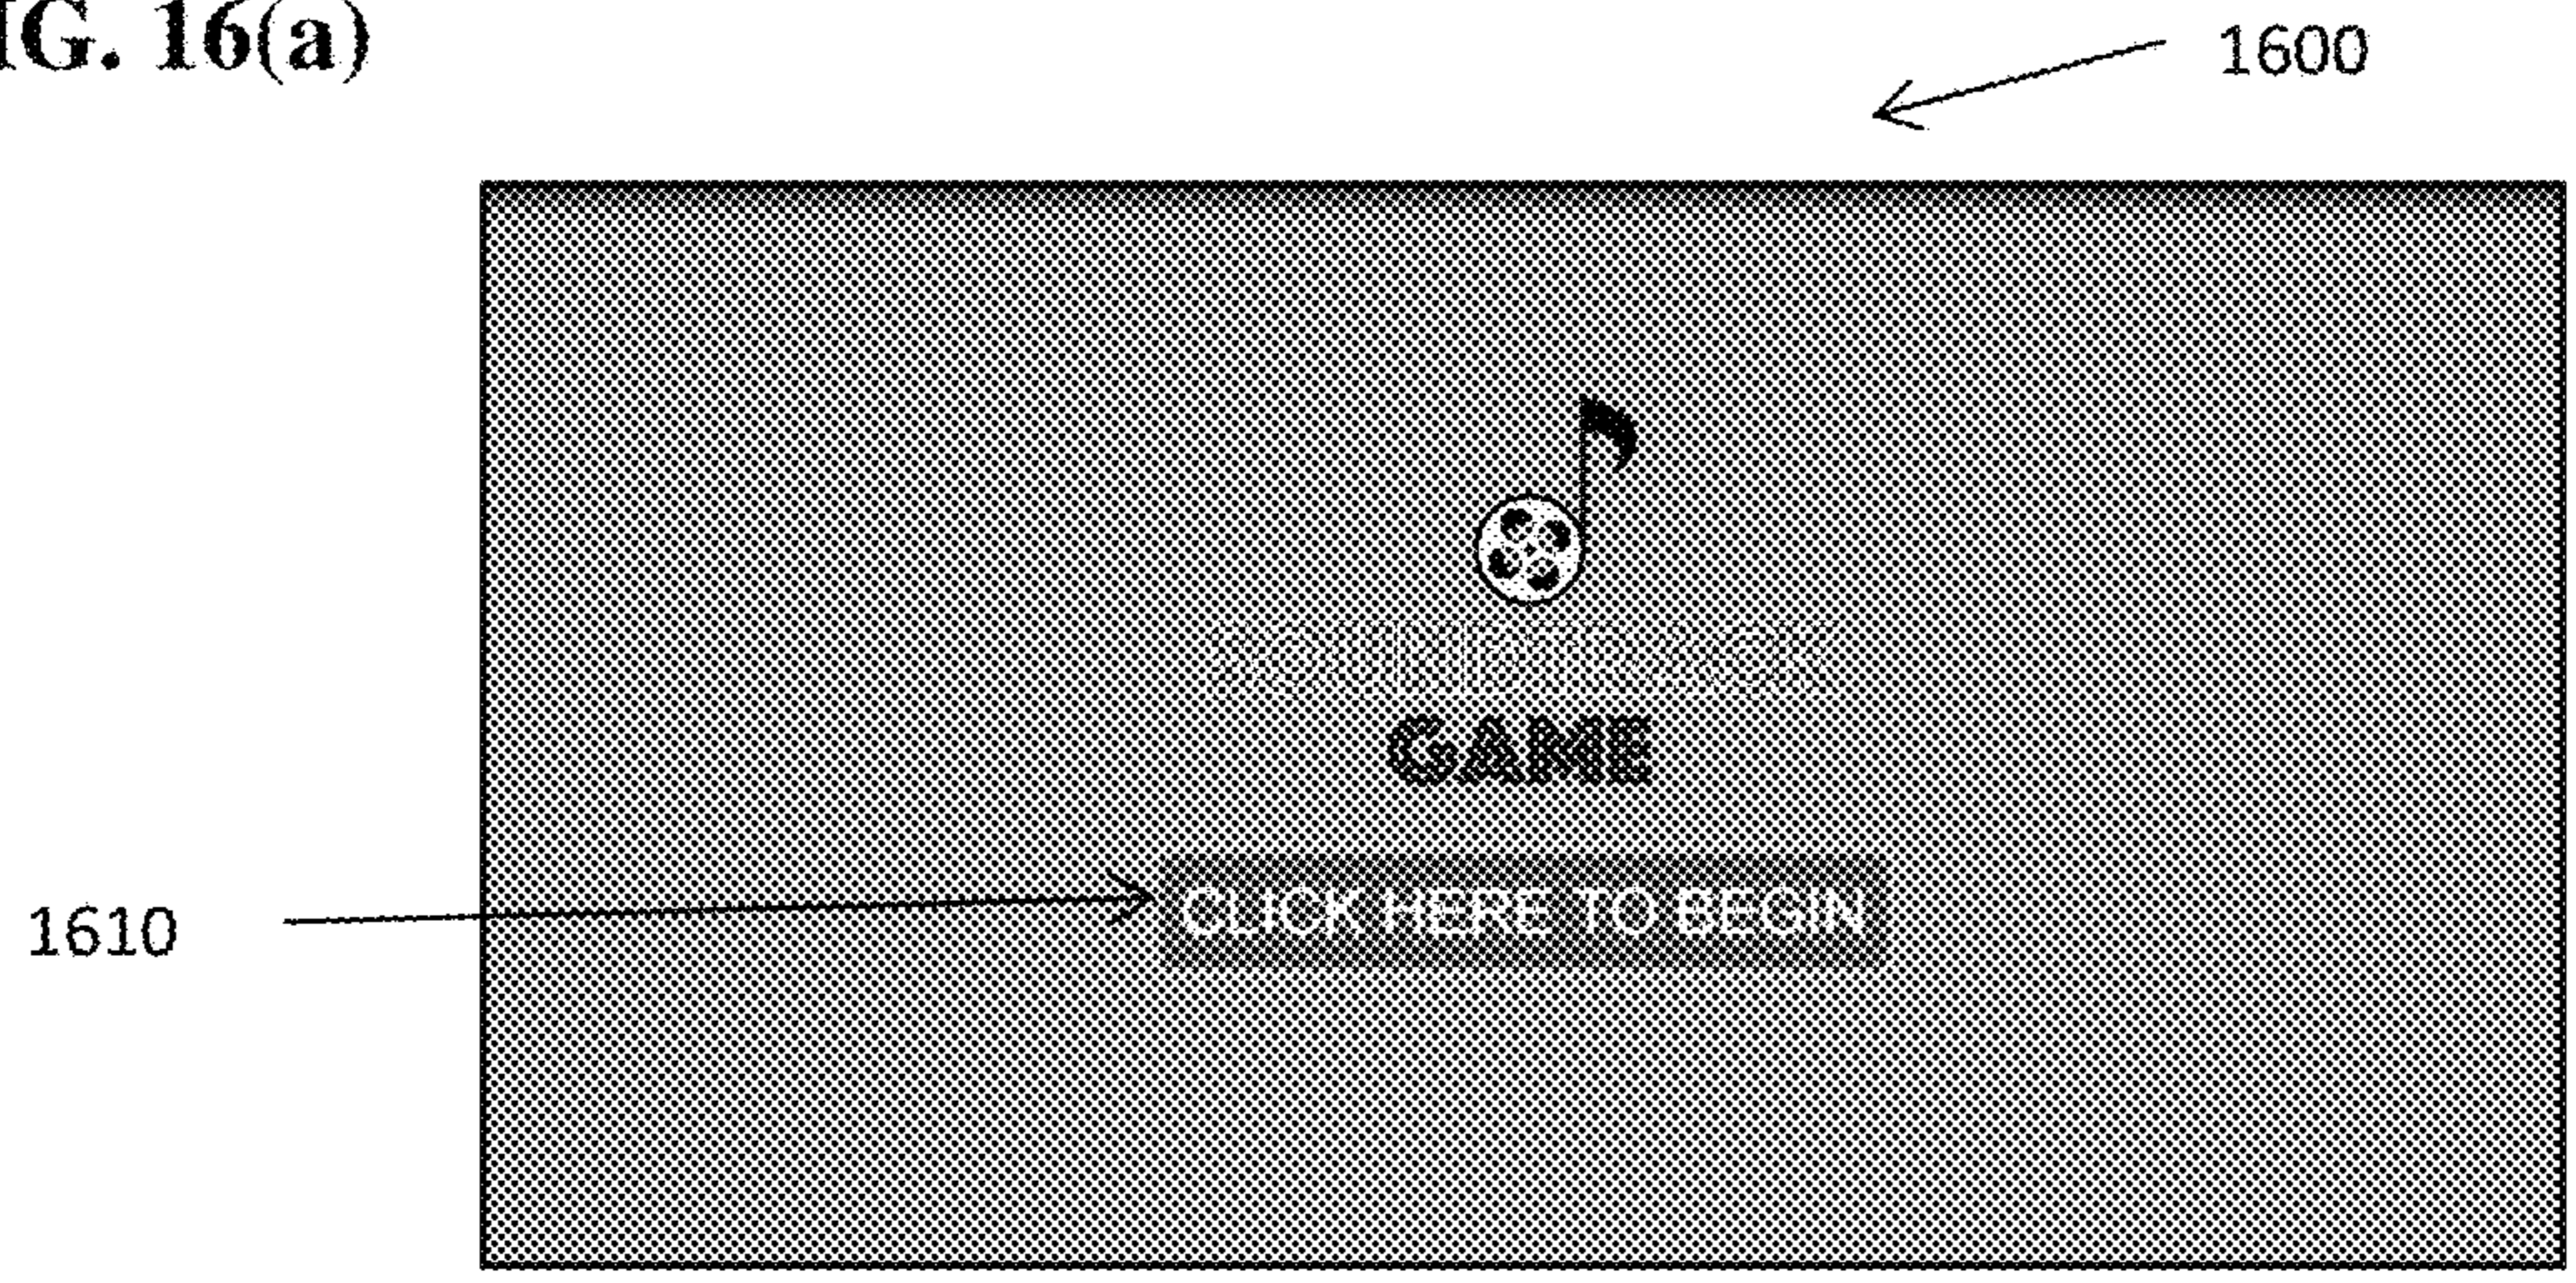 IG. 16(a)
1600
SOUNDTRACK
GAME
CLICK HERE TO BEGIN
1610